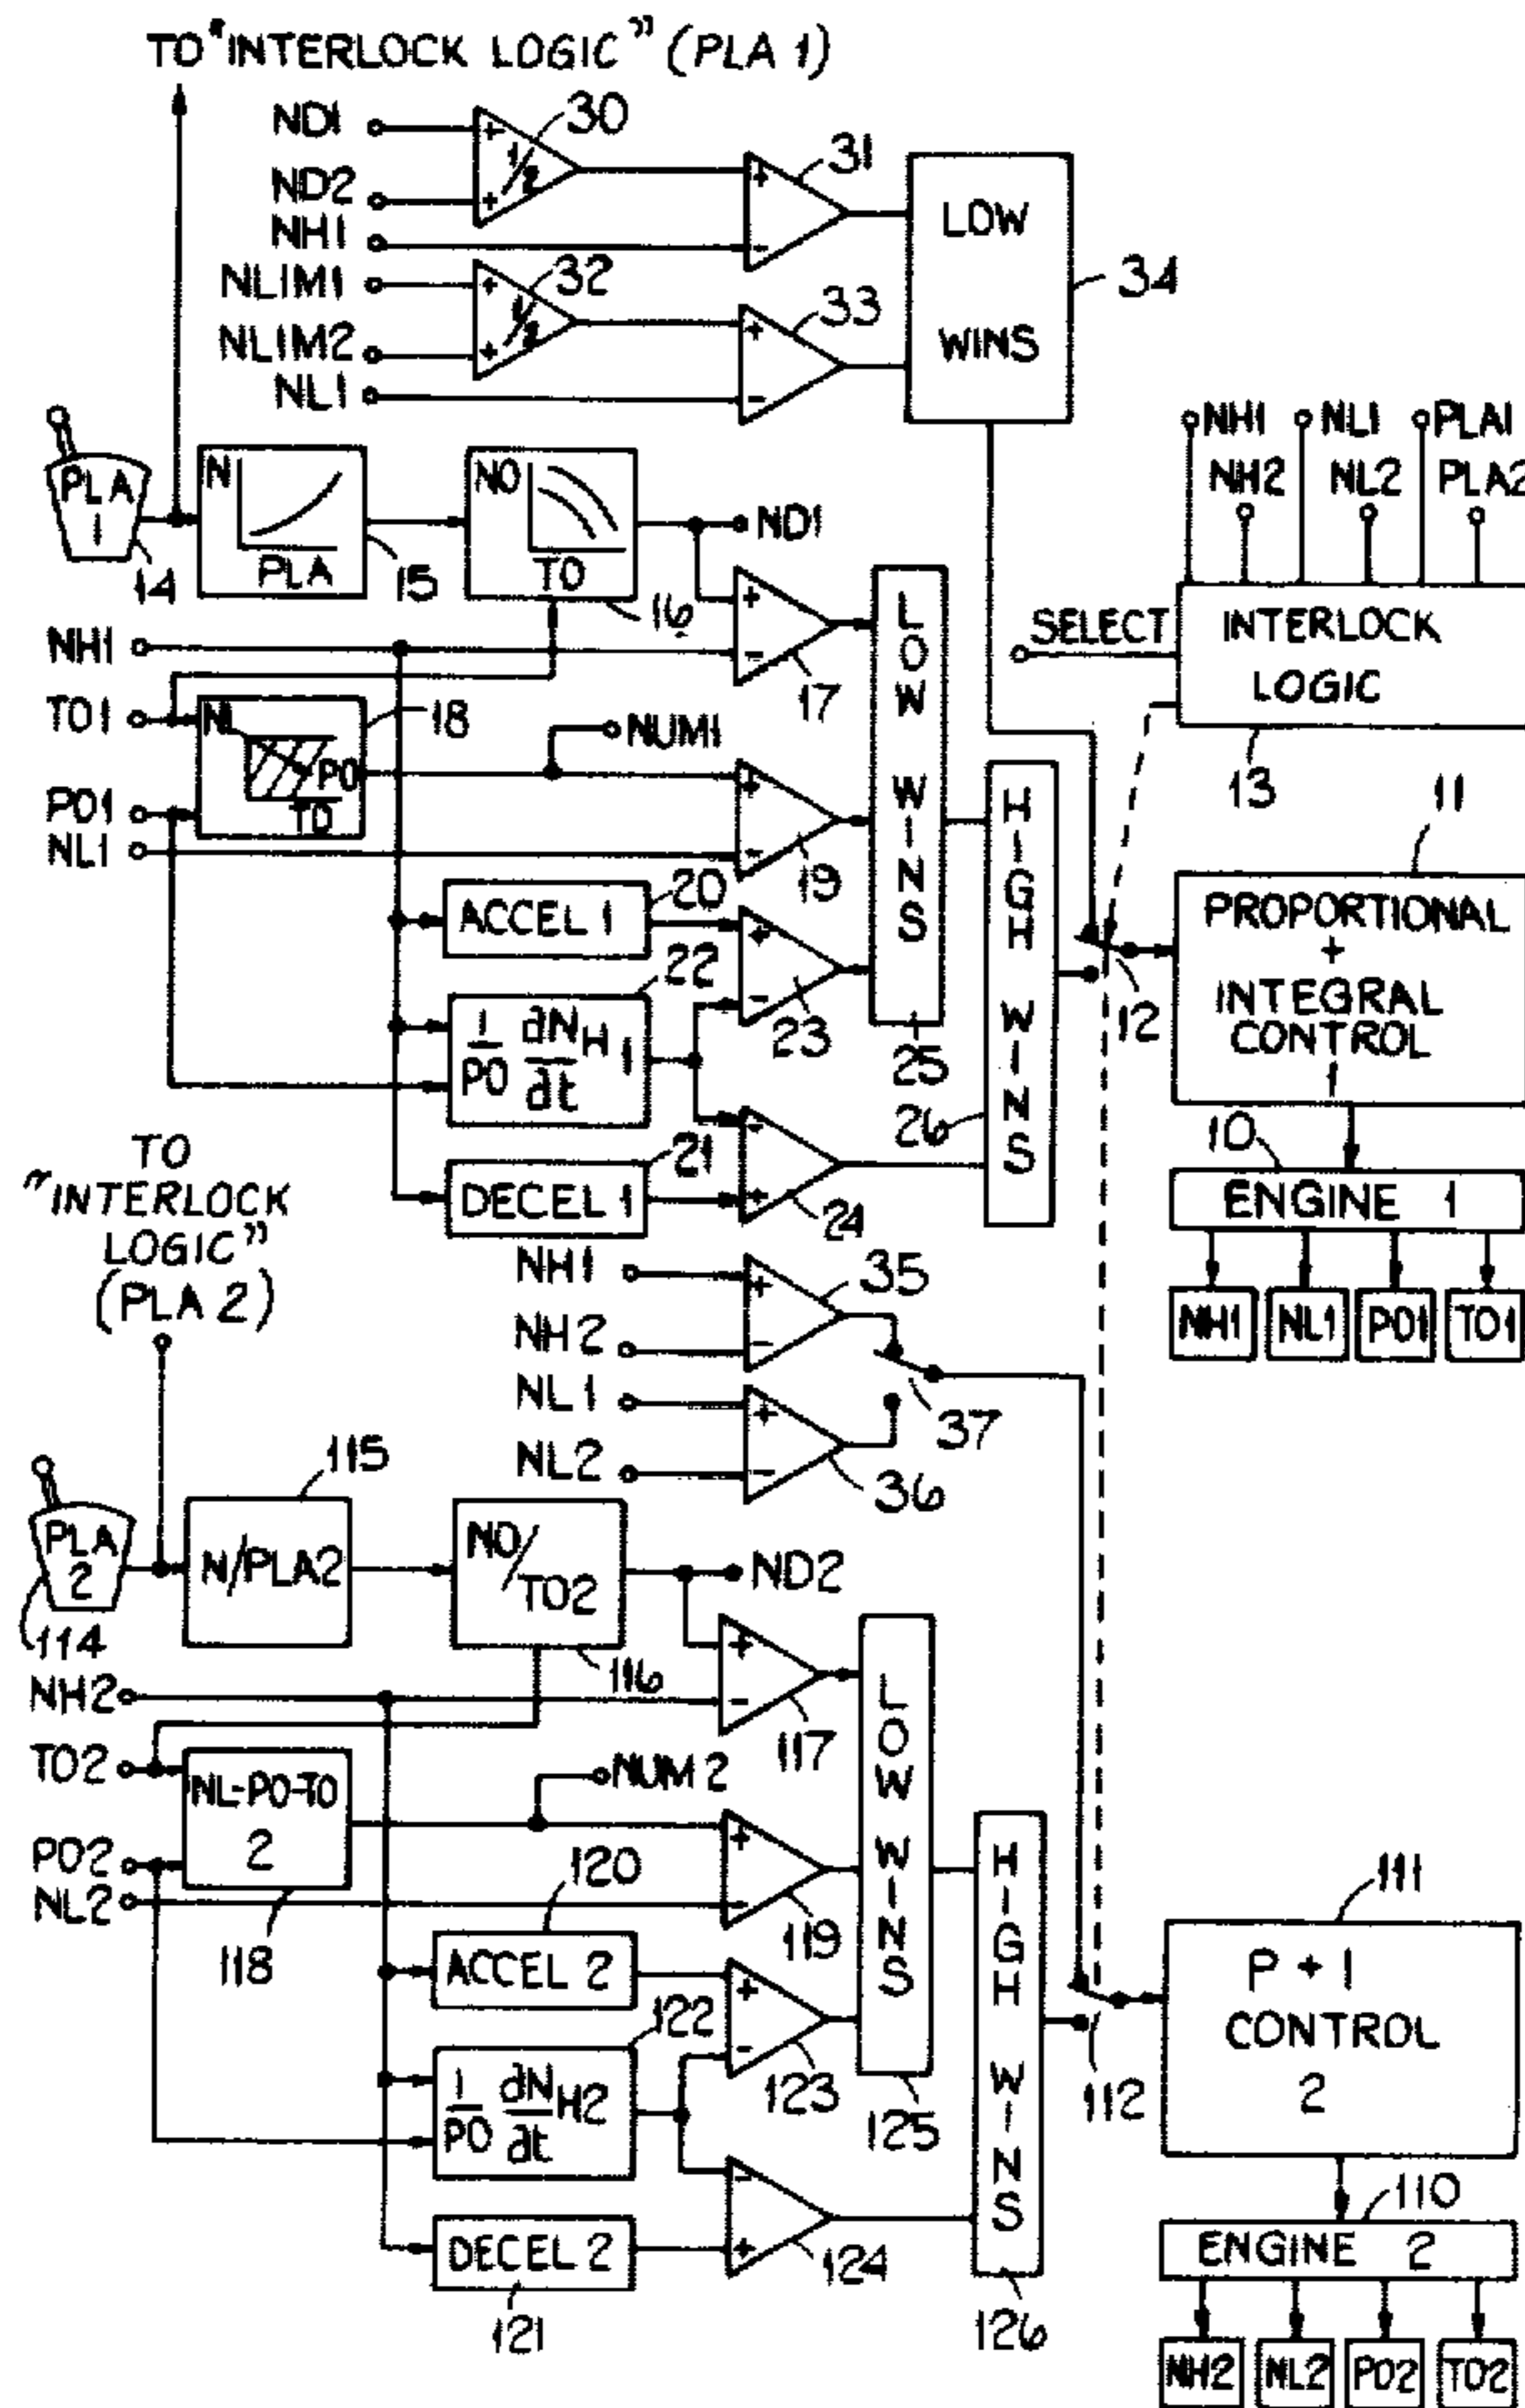 TO "INTERLOCK LOGIC" (PLA 1)
ND1
ND2
NH1
NLIM1
NLIM2
NL1
+
+
1/2
30
+
-
31
+
+
1/2
32
+
-
33
LOW
WINS
34
PLA
1
14
N
PLA
15
NO
TO
16
ND1
NH1
TO1
PO1
NL1
NL
PO
TO
18
NUM1
+
-
17
+
-
19
ACCEL 1
20
1/PO dNH1/dt
22
+
-
23
DECEL 1
21
-
+
24
LOW WINS
25
HIGH WINS
26
NH1
NL1
PLA1
NH2
NL2
PLA2
SELECT
INTERLOCK
LOGIC
13
12
11
PROPORTIONAL
+
INTEGRAL
CONTROL
1
10
ENGINE 1
NH1
NL1
PO1
TO1
TO
"INTERLOCK
LOGIC"
(PLA 2)
NH1
NH2
NL1
NL2
+
-
35
+
-
36
37
PLA
2
114
N/PLA2
115
NO/TO2
116
ND2
NH2
TO2
PO2
NL2
NL-PO-TO
2
118
NUM 2
+
-
117
+
-
119
ACCEL 2
120
1/PO dNH2/dt
122
+
-
123
DECEL 2
121
-
+
124
LOW WINS
125
HIGH WINS
126
112
111
P + I
CONTROL
2
110
ENGINE 2
NH2
NL2
PO2
TO2